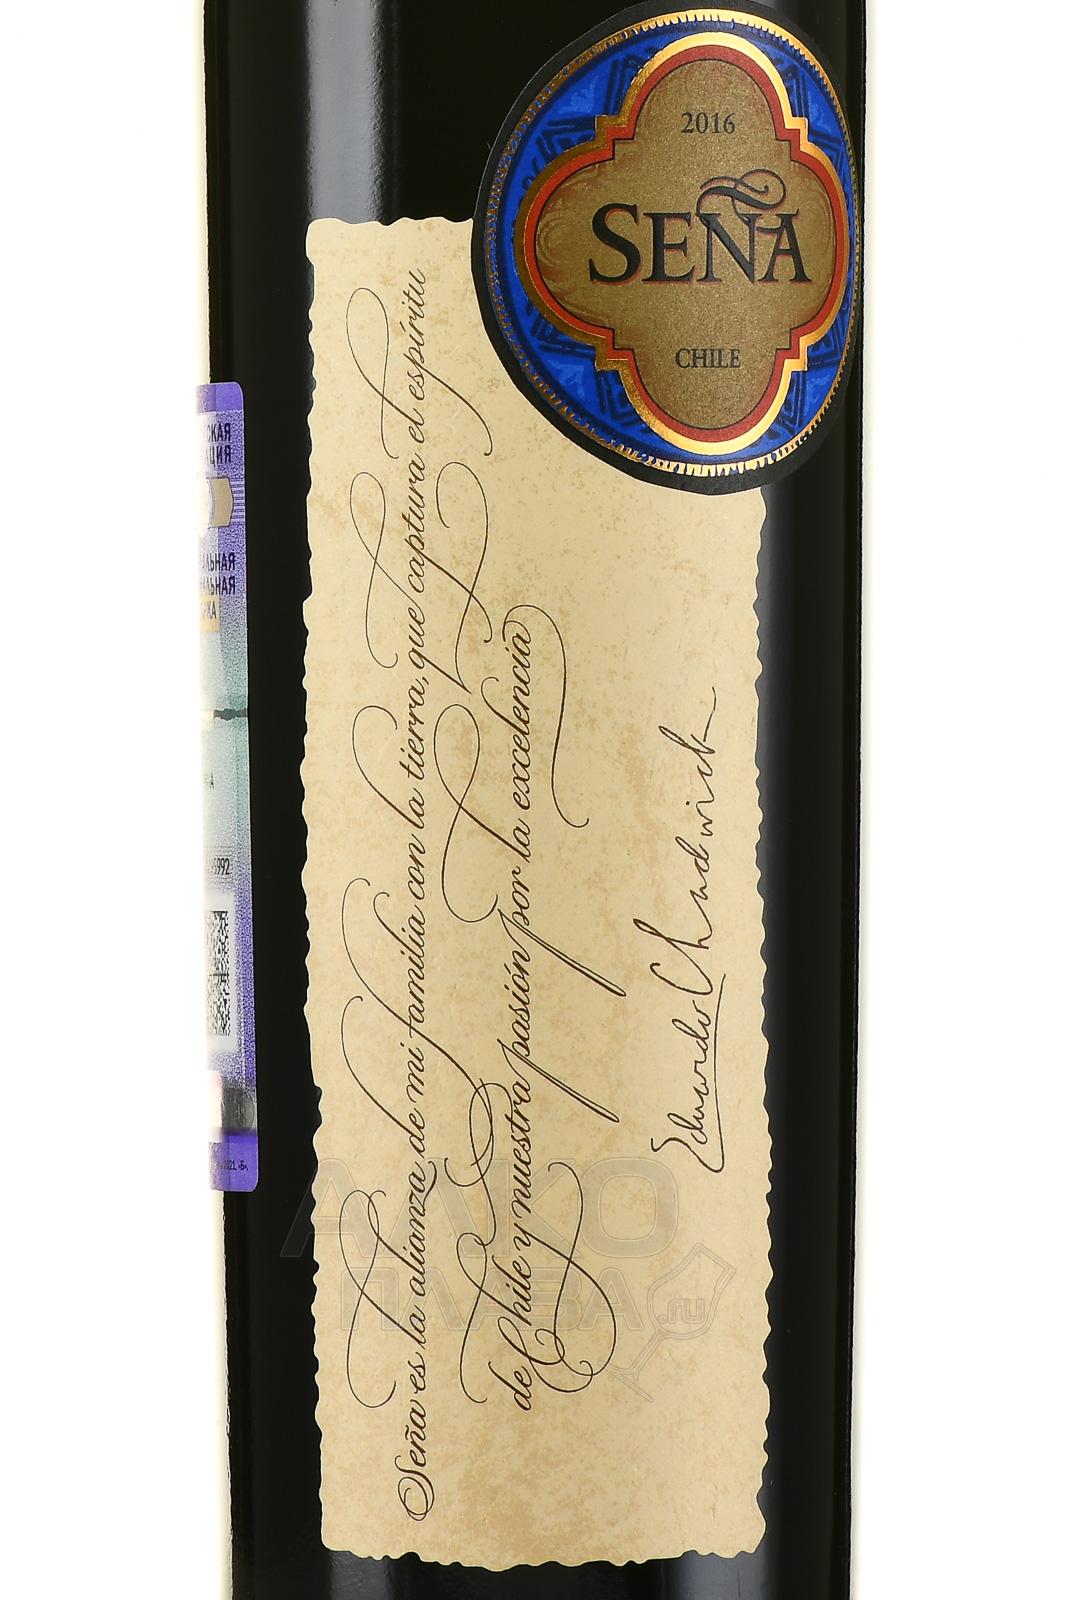 2016
SEÑA
CHILE
Seña es la alianza de mi familia con la tierra, que captura el espíritu
de Chile y nuestra pasión por la excelencia
Eduardo Chadwick
АЛКО
ПЛАЗА
.ru